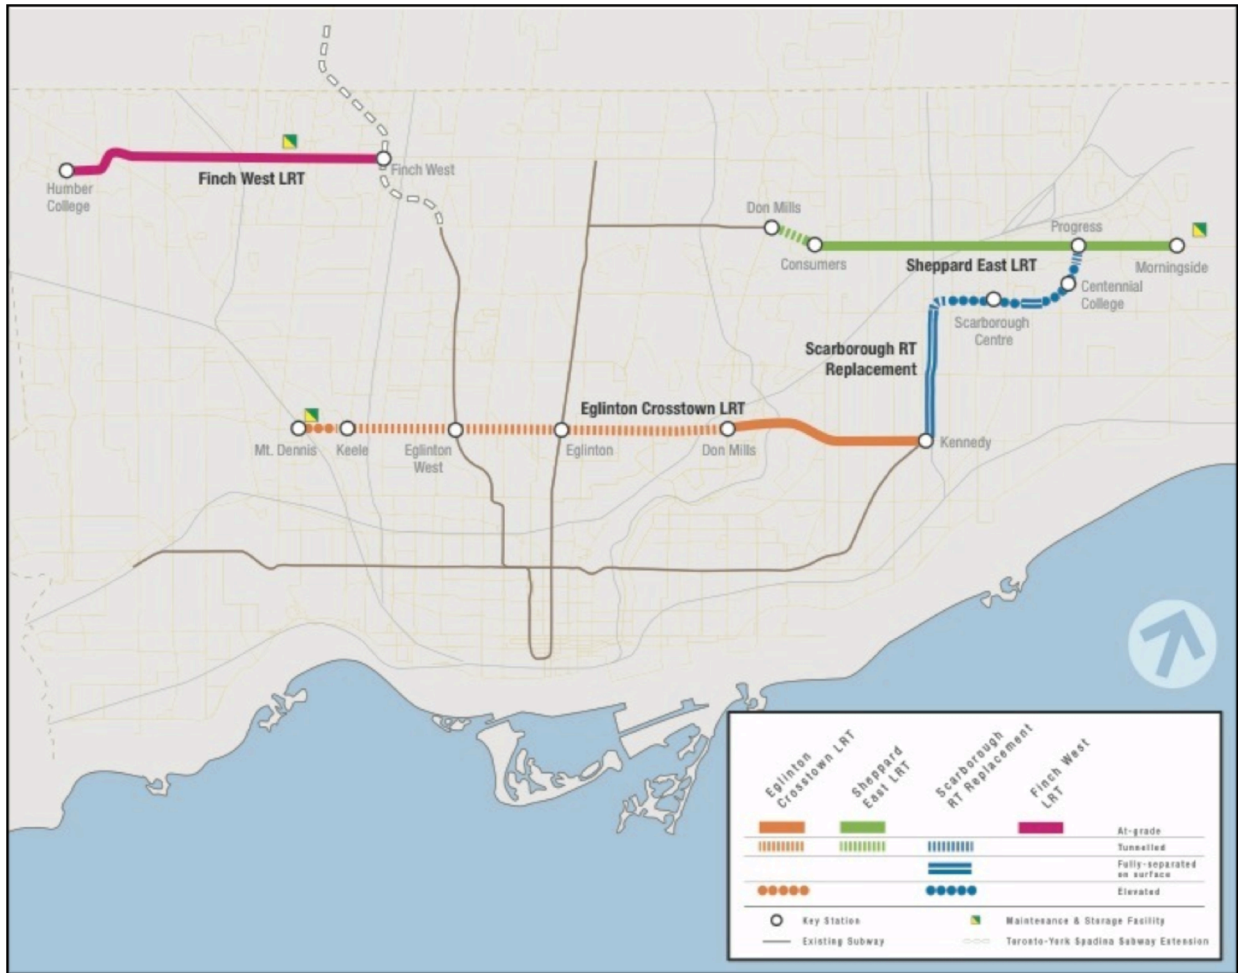 Finch West
Finch West LRT
Humber
College
Don Mills
Progress
Consumers
Sheppard East LRT
Morningside
Centennial
College
Scarborough
Centre
Scarborough RT
Replacement
Eglinton Crosstown LRT
Mt. Dennis
Keele
Eglinton
West
Eglinton
Don Mills
Kennedy
Eglinton
Crosstown LRT
Sheppard
East LRT
Scarborough
RT Replacement
Finch West
LRT
At-grade
Tunnelled
Fully-separated
on surface
Elevated
Key Station
Maintenance & Storage Facility
Existing Subway
Toronto-York Spadina Subway Extension